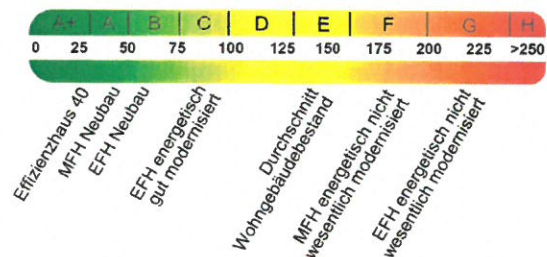 A+ A B C D E F G H
0 25 50 75 100 125 150 175 200 225 >250
Effizienzhaus 40
MFH Neubau
EFH Neubau
EFH energetisch
gut modernisiert
Durchschnitt
Wohngebäudebestand
MFH energetisch nicht
wesentlich modernisiert
EFH energetisch nicht
wesentlich modernisiert